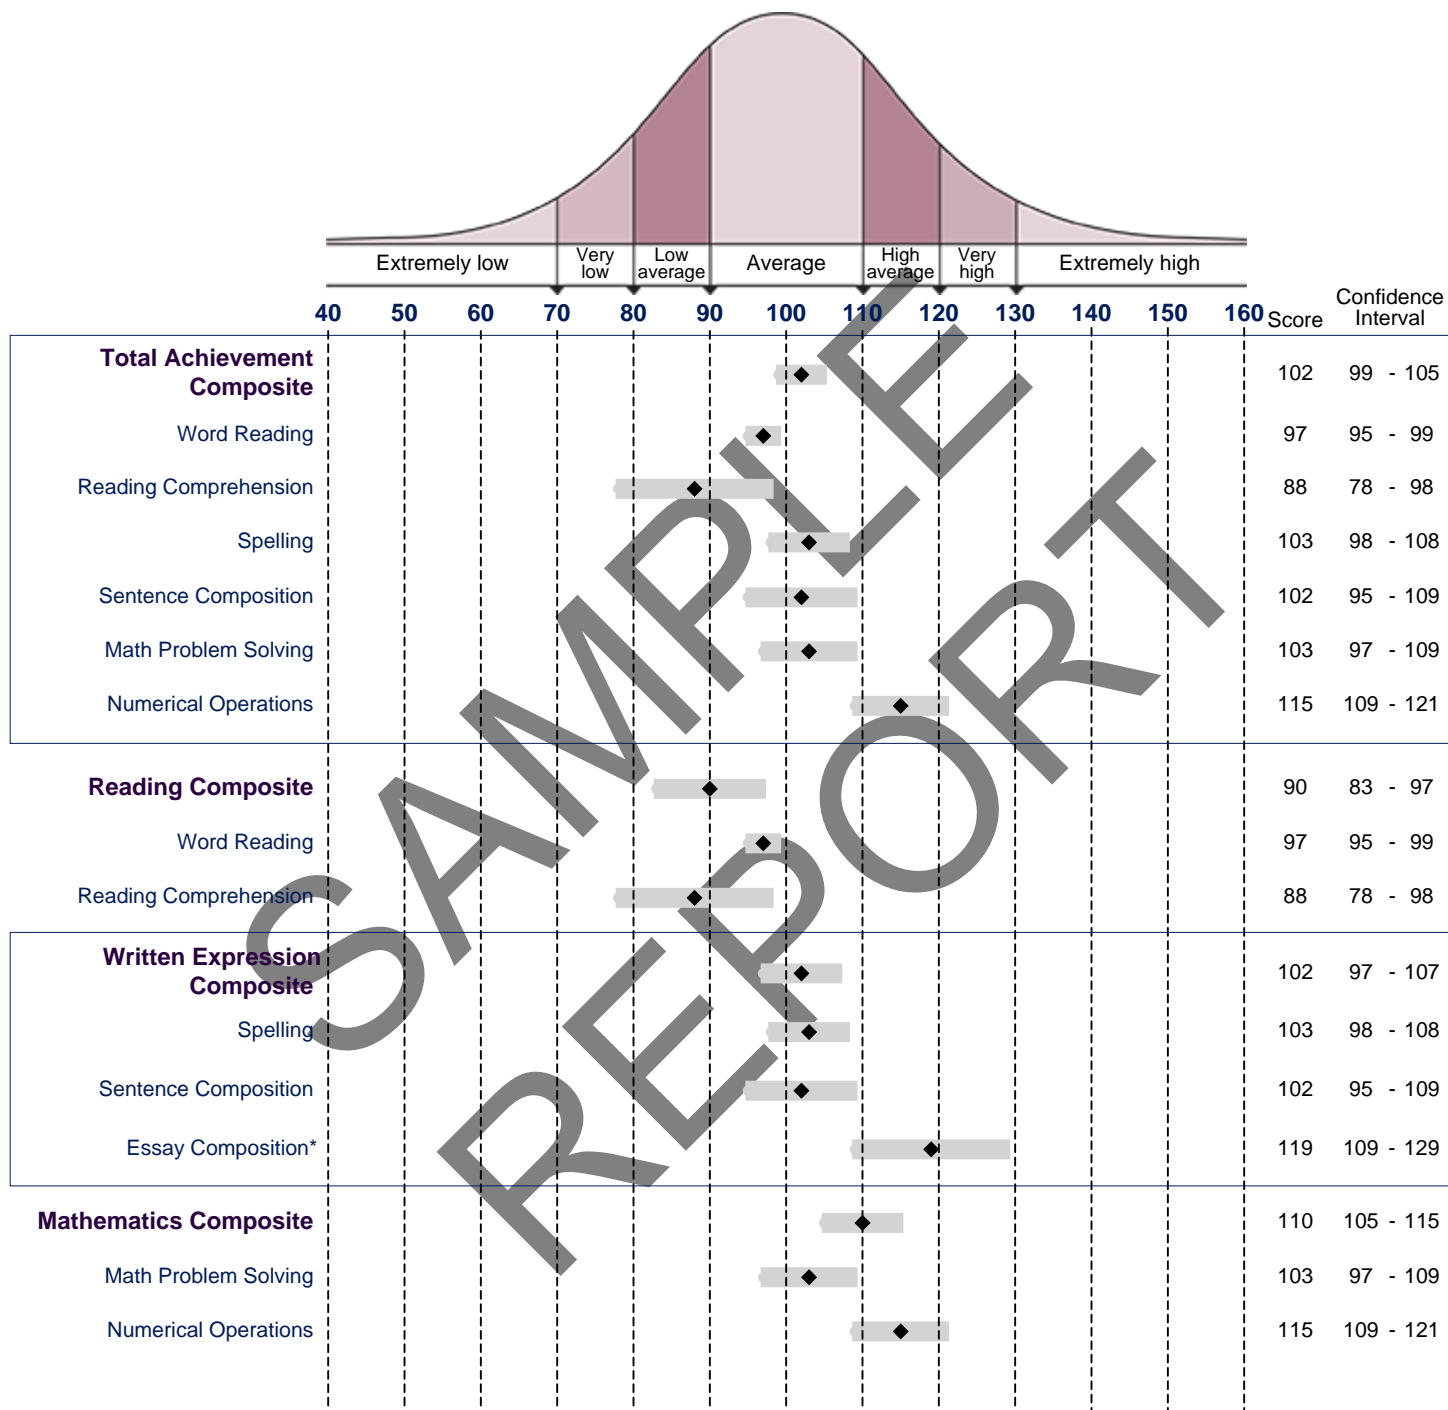 Extremely low Very low Low average Average High average Very high Extremely high
40 50 60 70 80 90 100 110 120 130 140 150 160 Score Confidence Interval
Total Achievement
Composite 102 99 - 105
Word Reading 97 95 - 99
Reading Comprehension 88 78 - 98
Spelling 103 98 - 108
Sentence Composition 102 95 - 109
Math Problem Solving 103 97 - 109
Numerical Operations 115 109 - 121
Reading Composite 90 83 - 97
Word Reading 97 95 - 99
Reading Comprehension 88 78 - 98
Written Expression
Composite 102 97 - 107
Spelling 103 98 - 108
Sentence Composition 102 95 - 109
Essay Composition* 119 109 - 129
Mathematics Composite 110 105 - 115
Math Problem Solving 103 97 - 109
Numerical Operations 115 109 - 121
SAMPLE
REPORT